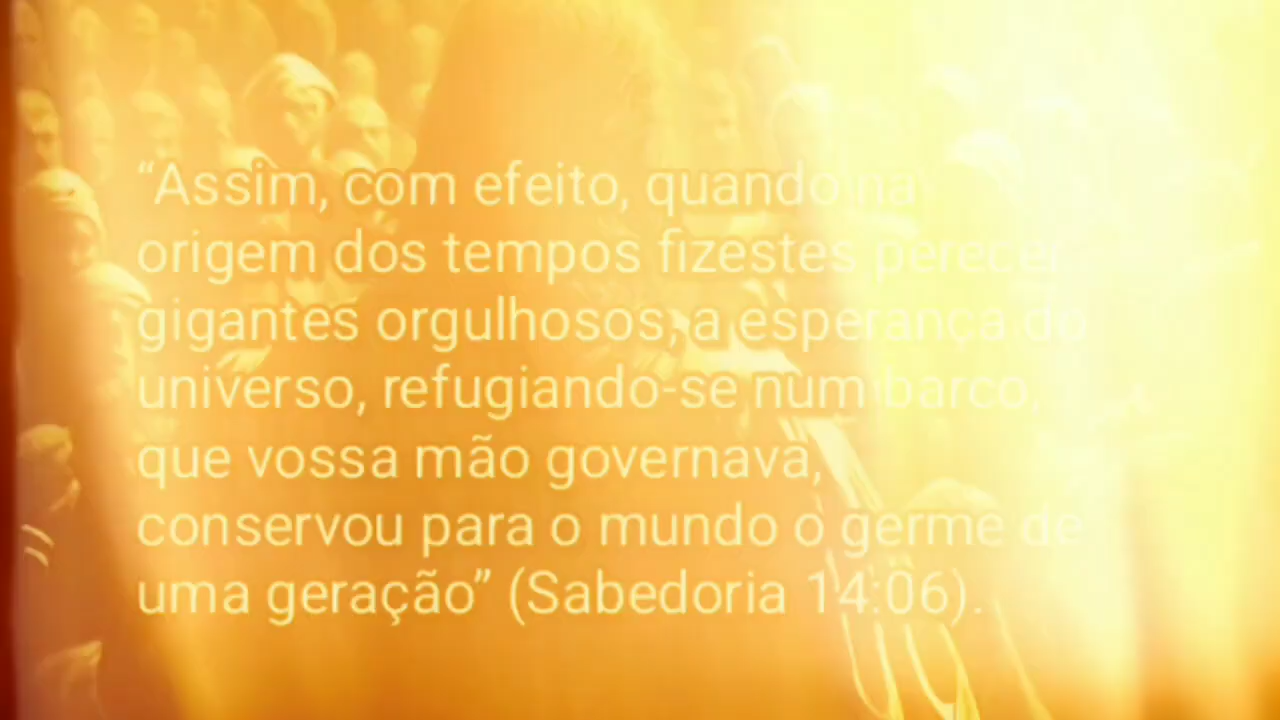 “Assim, com efeito, quando na
origem dos tempos fizestes perecer
gigantes orgulhosos, a esperança do
universo, refugiando-se num barco,
que vossa mão governava,
conservou para o mundo o germe de
uma geração” (Sabedoria 14:06).